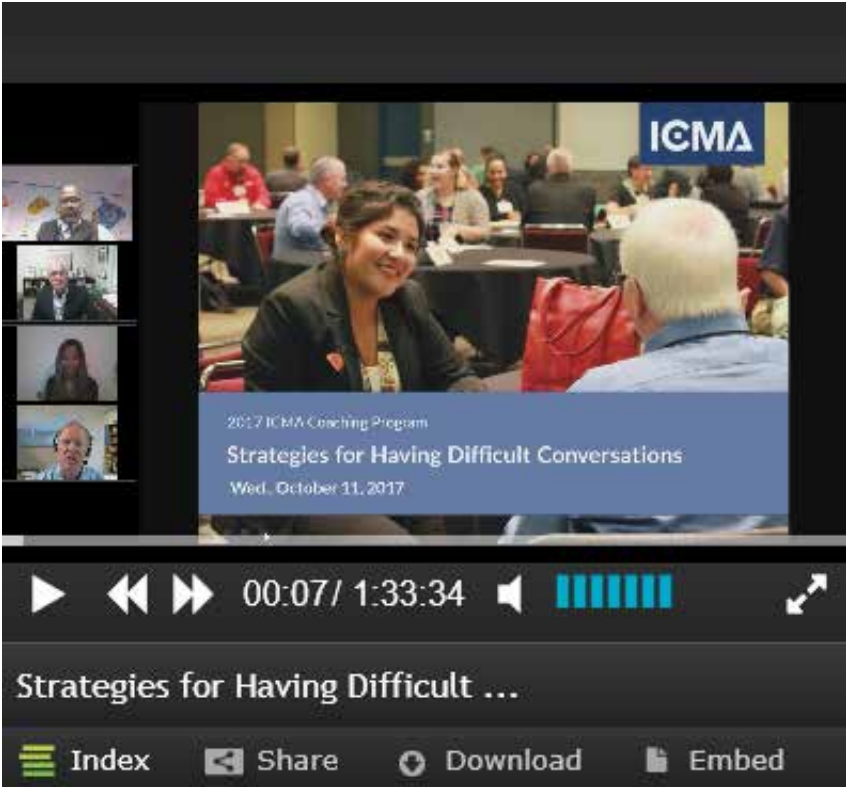 ICMA
2017 ICMA Coaching Program
Strategies for Having Difficult Conversations
Wed., October 11, 2017
00:07/ 1:33:34
Strategies for Having Difficult ...
Index Share Download Embed